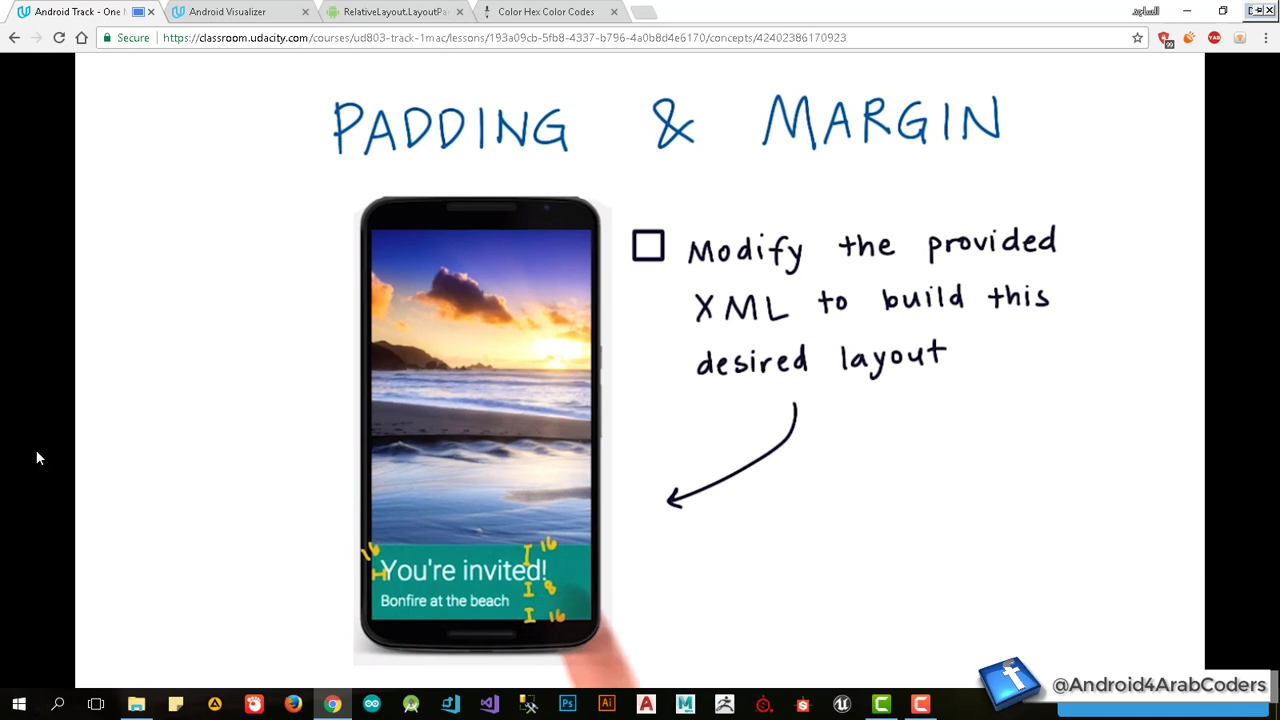 Android Track - One M
Android Visualizer
RelativeLayout.LayoutPar
Color Hex Color Codes
Secure
https://classroom.udacity.com/courses/ud803-track-1mac/lessons/193a09cb-5fb8-4337-b796-4a0b8d4e6170/concepts/42402386170923
PADDING & MARGIN
Modify the provided
XML to build this
desired layout
16
16
You're invited!
8
Bonfire at the beach
16
@Android4ArabCoders